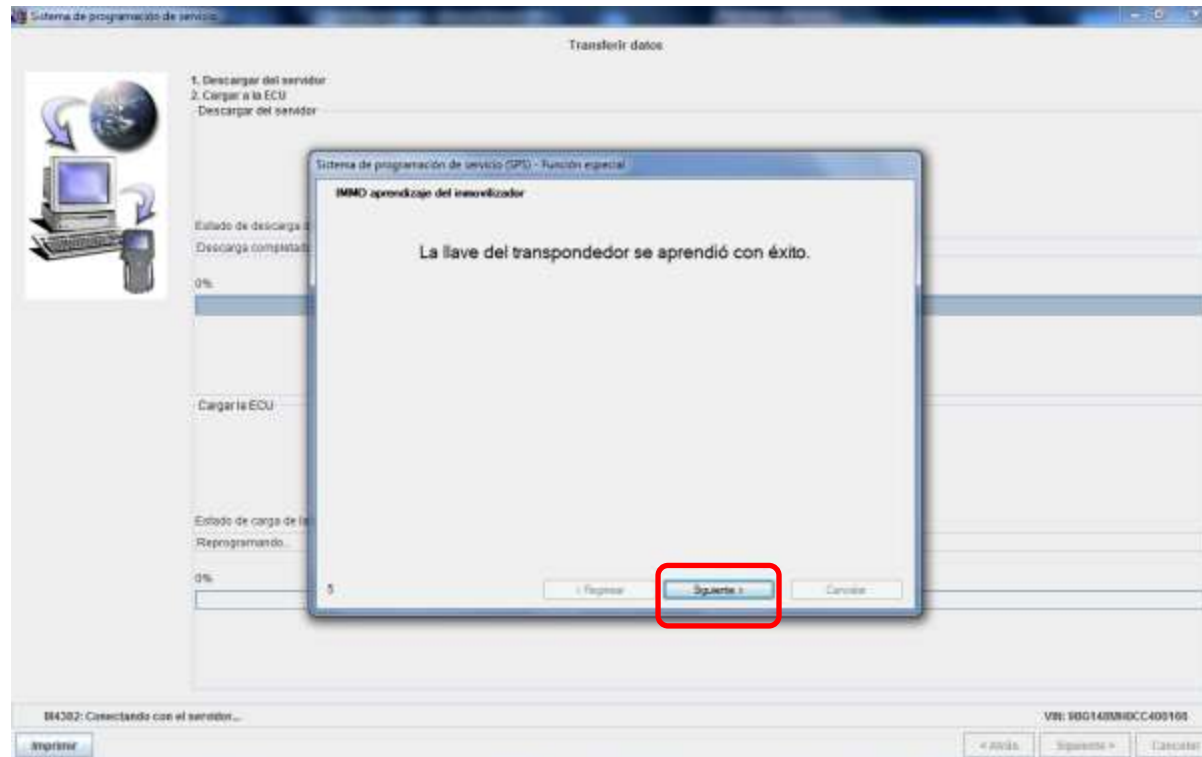 Sistema de programación de servicio
Transferir datos
1. Descargar del servidor
2. Cargar a la ECU
Descargar del servidor
Sistema de programación de servicio (SPS) - Función especial
IMMO aprendizaje del inmovilizador
La llave del transpondedor se aprendió con éxito.
Estado de descarga
Descarga completada
0%
Cargar la ECU
Estado de carga de la
Reprogramando..
0%
5
< Regresar
Siguiente >
Cancelar
Conectando con el servidor...
VIN:
Imprimir
< Atrás
Siguiente >
Cancelar